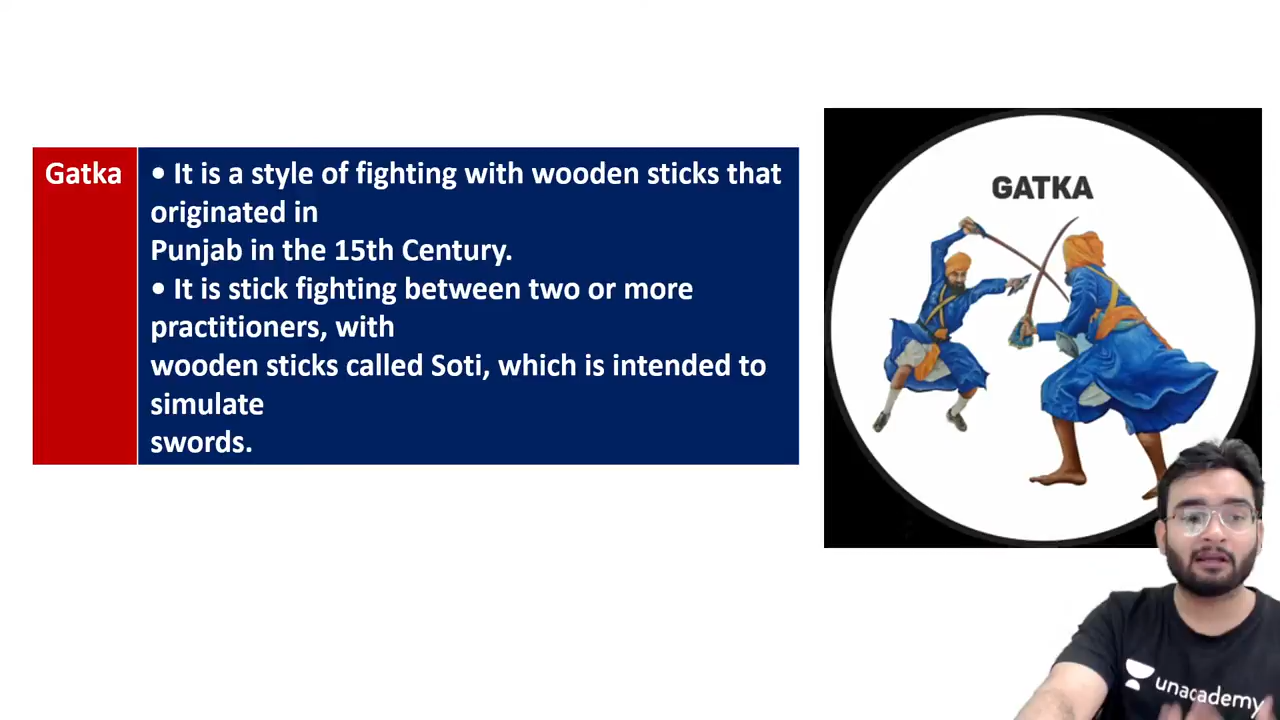 Gatka
• It is a style of fighting with wooden sticks that
originated in
Punjab in the 15th Century.
• It is stick fighting between two or more
practitioners, with
wooden sticks called Soti, which is intended to
simulate
swords.
GATKA
unacademy